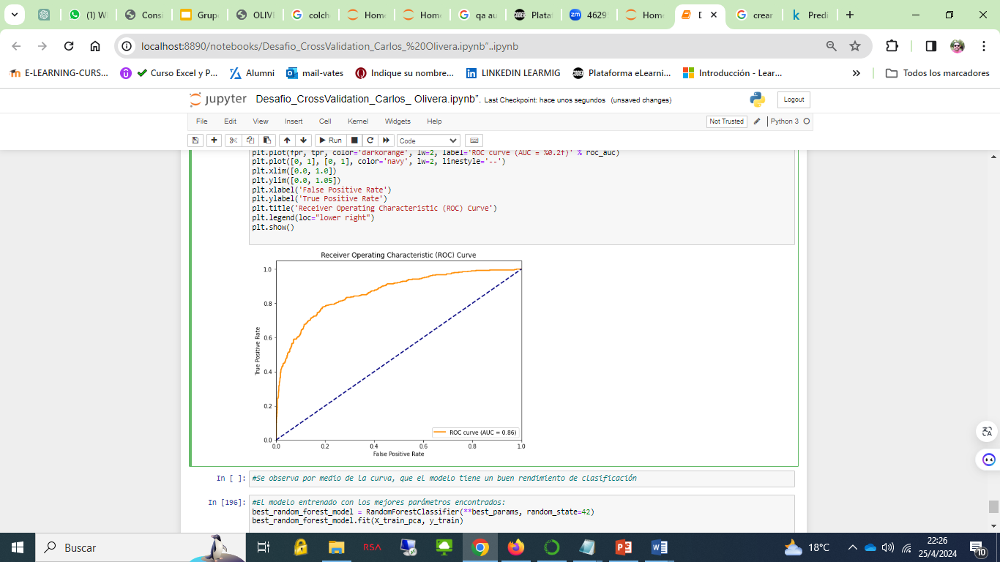 (1) W
Consi
Grup
OLIVI
colch
Home
Home
qa au
Plata
4629
Home
D
crear
Predi
localhost:8890/notebooks/Desafio_CrossValidation_Carlos_%20Olivera.ipynb"..ipynb
E-LEARNING-CURS...
Curso Excel y P...
Alumni
mail-vates
Indique su nombre...
LINKEDIN LEARMIG
Plataforma eLearni...
Introducción - Lear...
Todos los marcadores
jupyter Desafio_CrossValidation_Carlos_ Olivera.ipynb". Last Checkpoint: hace unos segundos (unsaved changes)
Logout
File Edit View Insert Cell Kernel Widgets Help
Not Trusted
Python 3
Run
Code
plt.plot(fpr, tpr, color='darkorange', lw=2, label='ROC curve (AUC = %0.2f)' % roc_auc)
plt.plot([0, 1], [0, 1], color='navy', lw=2, linestyle='--')
plt.xlim([0.0, 1.0])
plt.ylim([0.0, 1.05])
plt.xlabel('False Positive Rate')
plt.ylabel('True Positive Rate')
plt.title('Receiver Operating Characteristic (ROC) Curve')
plt.legend(loc="lower right")
plt.show()
Receiver Operating Characteristic (ROC) Curve
True Positive Rate
1.0
0.8
0.6
0.4
0.2
0.0
ROC curve (AUC = 0.86)
0.0 0.2 0.4 0.6 0.8 1.0
False Positive Rate
In [ ]: #Se observa por medio de la curva, que el modelo tiene un buen rendimiento de clasificación
In [196]: #El modelo entrenado con los mejores parámetros encontrados:
best_random_forest_model = RandomForestClassifier(**best_params, random_state=42)
best_random_forest_model.fit(X_train_pca, y_train)
Buscar
RSA
18°C
22:26
25/4/2024
10